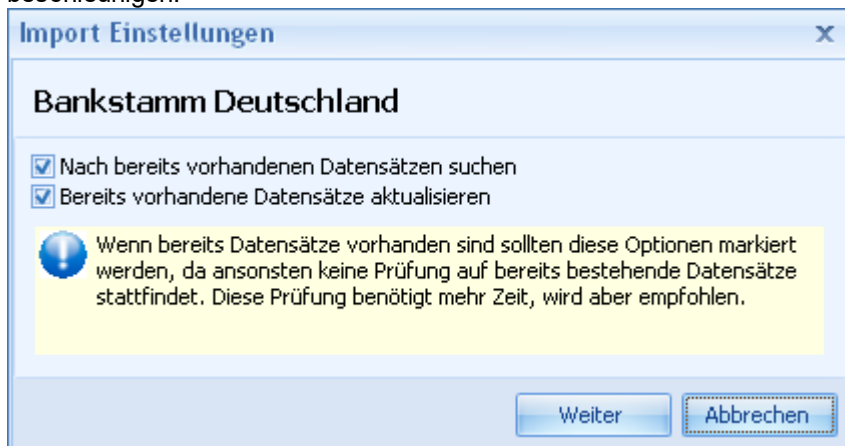 beschleunigen.
Import Einstellungen
Bankstamm Deutschland
Nach bereits vorhandenen Datensätzen suchen
Bereits vorhandene Datensätze aktualisieren
Wenn bereits Datensätze vorhanden sind sollten diese Optionen markiert
werden, da ansonsten keine Prüfung auf bereits bestehende Datensätze
stattfindet. Diese Prüfung benötigt mehr Zeit, wird aber empfohlen.
Weiter Abbrechen